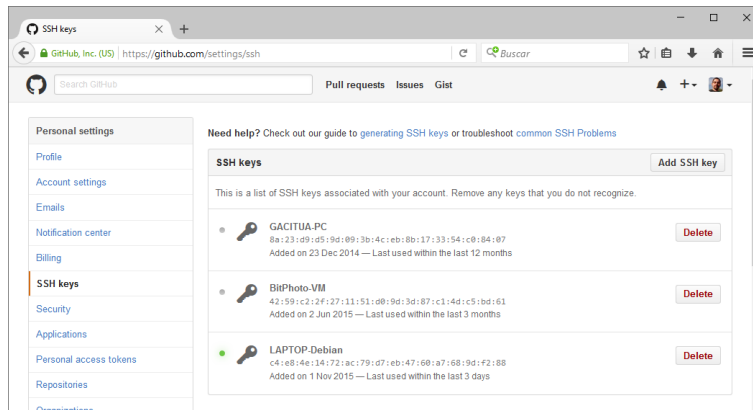 SSH keys
GitHub, Inc. (US) https://github.com/settings/ssh
Buscar
Search GitHub
Pull requests Issues Gist
Personal settings
Profile
Account settings
Emails
Notification center
Billing
SSH keys
Security
Applications
Personal access tokens
Repositories
Organizations
Need help? Check out our guide to generating SSH keys or troubleshoot common SSH Problems
SSH keys
Add SSH key
This is a list of SSH keys associated with your account. Remove any keys that you do not recognize.
GACITUA-PC
8a:23:d9:d5:9d:09:3b:4c:eb:8b:17:33:54:c0:84:07
Added on 23 Dec 2014 — Last used within the last 12 months
Delete
BitPhoto-VM
42:59:c2:2f:27:11:51:d0:9d:3d:87:c1:4d:c5:bd:61
Added on 2 Jun 2015 — Last used within the last 3 months
Delete
LAPTOP-Debian
c4:e8:4e:14:72:ac:79:d7:eb:47:60:a7:68:9d:f2:88
Added on 1 Nov 2015 — Last used within the last 3 days
Delete